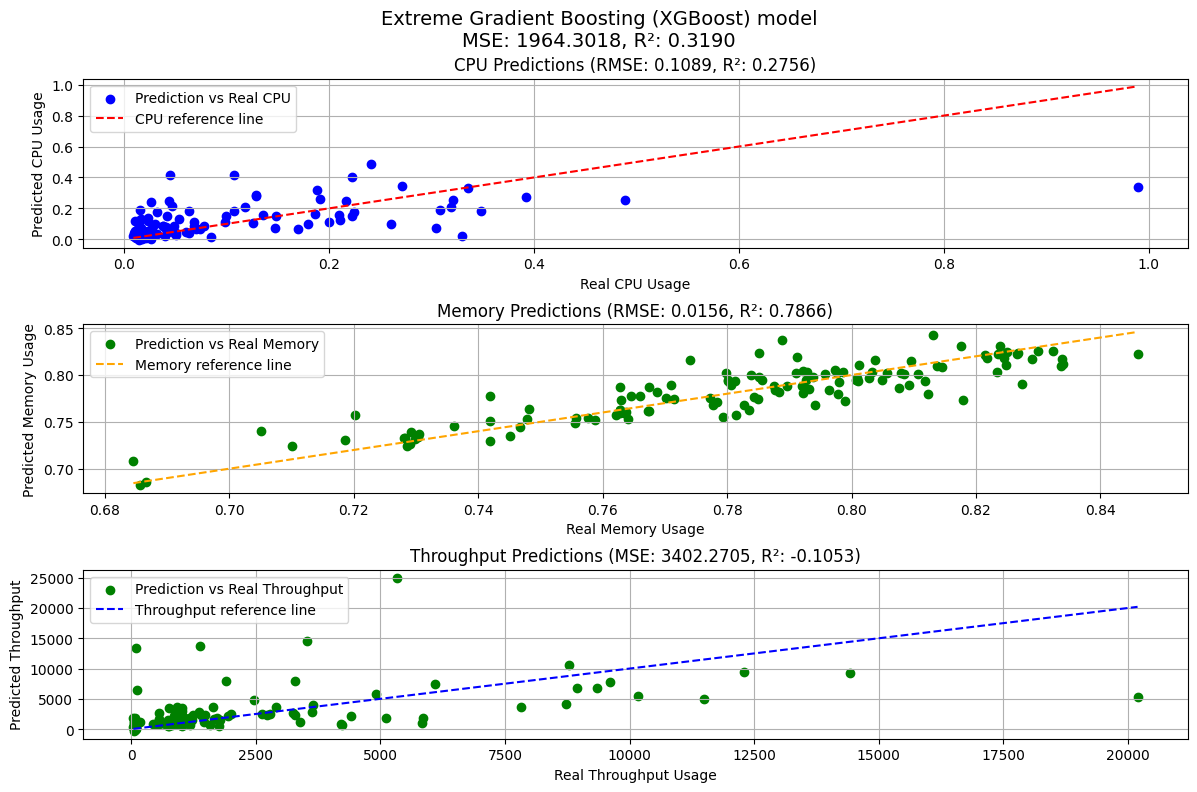 Extreme Gradient Boosting (XGBoost) model
MSE: 1964.3018, R²: 0.3190
CPU Predictions (RMSE: 0.1089, R²: 0.2756)
Predicted CPU Usage
1.0
0.8
0.6
0.4
0.2
0.0
Prediction vs Real CPU
CPU reference line
0.0 0.2 0.4 0.6 0.8 1.0
Real CPU Usage
Memory Predictions (RMSE: 0.0156, R²: 0.7866)
Predicted Memory Usage
0.85
0.80
0.75
0.70
Prediction vs Real Memory
Memory reference line
0.68 0.70 0.72 0.74 0.76 0.78 0.80 0.82 0.84
Real Memory Usage
Throughput Predictions (MSE: 3402.2705, R²: -0.1053)
Predicted Throughput
25000
20000
15000
10000
5000
0
Prediction vs Real Throughput
Throughput reference line
0 2500 5000 7500 10000 12500 15000 17500 20000
Real Throughput Usage